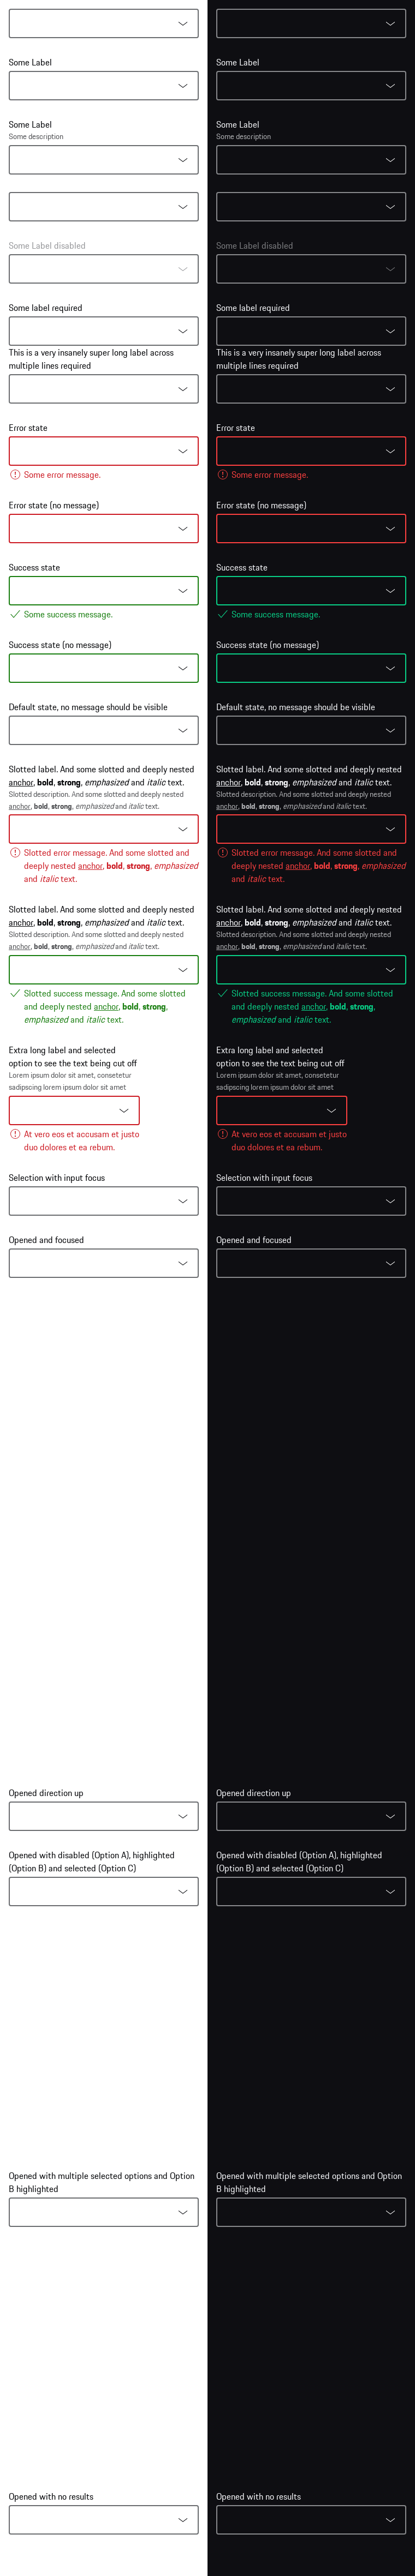 Some Label
Some Label
Some description
Some Label disabled
Some label required
This is a very insanely super long label across
multiple lines required
Error state
Some error message.
Error state (no message)
Success state
Some success message.
Success state (no message)
Default state, no message should be visible
Slotted label. And some slotted and deeply nested
anchor, bold, strong, emphasized and italic text.
Slotted description. And some slotted and deeply nested
anchor, bold, strong, emphasized and italic text.
Slotted error message. And some slotted and
deeply nested anchor, bold, strong, emphasized
and italic text.
Slotted label. And some slotted and deeply nested
anchor, bold, strong, emphasized and italic text.
Slotted description. And some slotted and deeply nested
anchor, bold, strong, emphasized and italic text.
Slotted success message. And some slotted
and deeply nested anchor, bold, strong,
emphasized and italic text.
Extra long label and selected
option to see the text being cut off
Lorem ipsum dolor sit amet, consetetur
sadipscing lorem ipsum dolor sit amet
At vero eos et accusam et justo
duo dolores et ea rebum.
Selection with input focus
Opened and focused
Opened direction up
Opened with disabled (Option A), highlighted
(Option B) and selected (Option C)
Opened with multiple selected options and Option
B highlighted
Opened with no results
Some Label
Some Label
Some description
Some Label disabled
Some label required
This is a very insanely super long label across
multiple lines required
Error state
Some error message.
Error state (no message)
Success state
Some success message.
Success state (no message)
Default state, no message should be visible
Slotted label. And some slotted and deeply nested
anchor, bold, strong, emphasized and italic text.
Slotted description. And some slotted and deeply nested
anchor, bold, strong, emphasized and italic text.
Slotted error message. And some slotted and
deeply nested anchor, bold, strong, emphasized
and italic text.
Slotted label. And some slotted and deeply nested
anchor, bold, strong, emphasized and italic text.
Slotted description. And some slotted and deeply nested
anchor, bold, strong, emphasized and italic text.
Slotted success message. And some slotted
and deeply nested anchor, bold, strong,
emphasized and italic text.
Extra long label and selected
option to see the text being cut off
Lorem ipsum dolor sit amet, consetetur
sadipscing lorem ipsum dolor sit amet
At vero eos et accusam et justo
duo dolores et ea rebum.
Selection with input focus
Opened and focused
Opened direction up
Opened with disabled (Option A), highlighted
(Option B) and selected (Option C)
Opened with multiple selected options and Option
B highlighted
Opened with no results